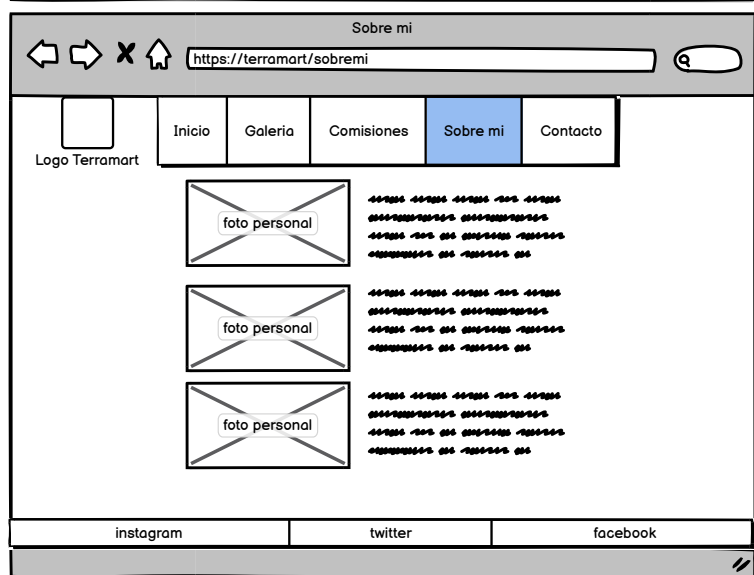 Sobre mi
https://terramart/sobremi
Logo Terramart
Inicio
Galeria
Comisiones
Sobre mi
Contacto
foto personal
foto personal
foto personal
instagram
twitter
facebook